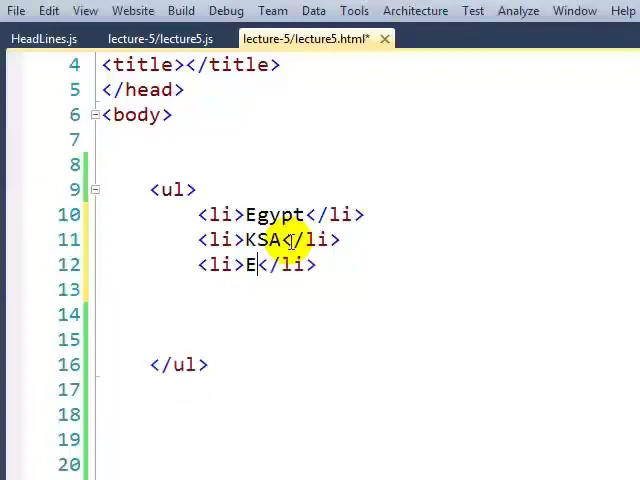 File Edit View Website Build Debug Team Data Tools Architecture Test Analyze Window Help
HeadLines.js lecture-5/lecture5.js lecture-5/lecture5.html*
4 <title></title>
5 </head>
6 <body>
7
8
9 <ul>
10 <li>Egypt</li>
11 <li>KSA</li>
12 <li>E</li>
13
14
15
16 </ul>
17
18
19
20